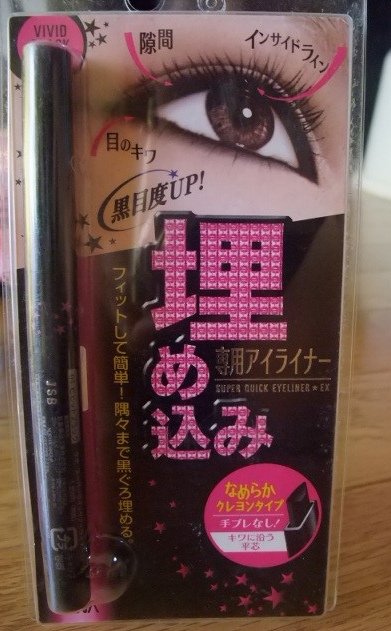 VIVID
隙間
インサイドライン
目のキワ
黒目度UP!
埋
め
込み
専用アイライナー
SUPER QUICK EYELINER★EX
フィットして簡単!隅々まで黒ぐろ埋める。
JSB
なめらか
クレヨンタイプ
手ブレなし!
キワに沿う
平芯